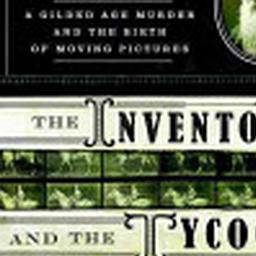 A GILDED AGE MURDER
AND THE BIRTH
OF MOVING PICTURES
THE INVENTO
AND THE TYCOO